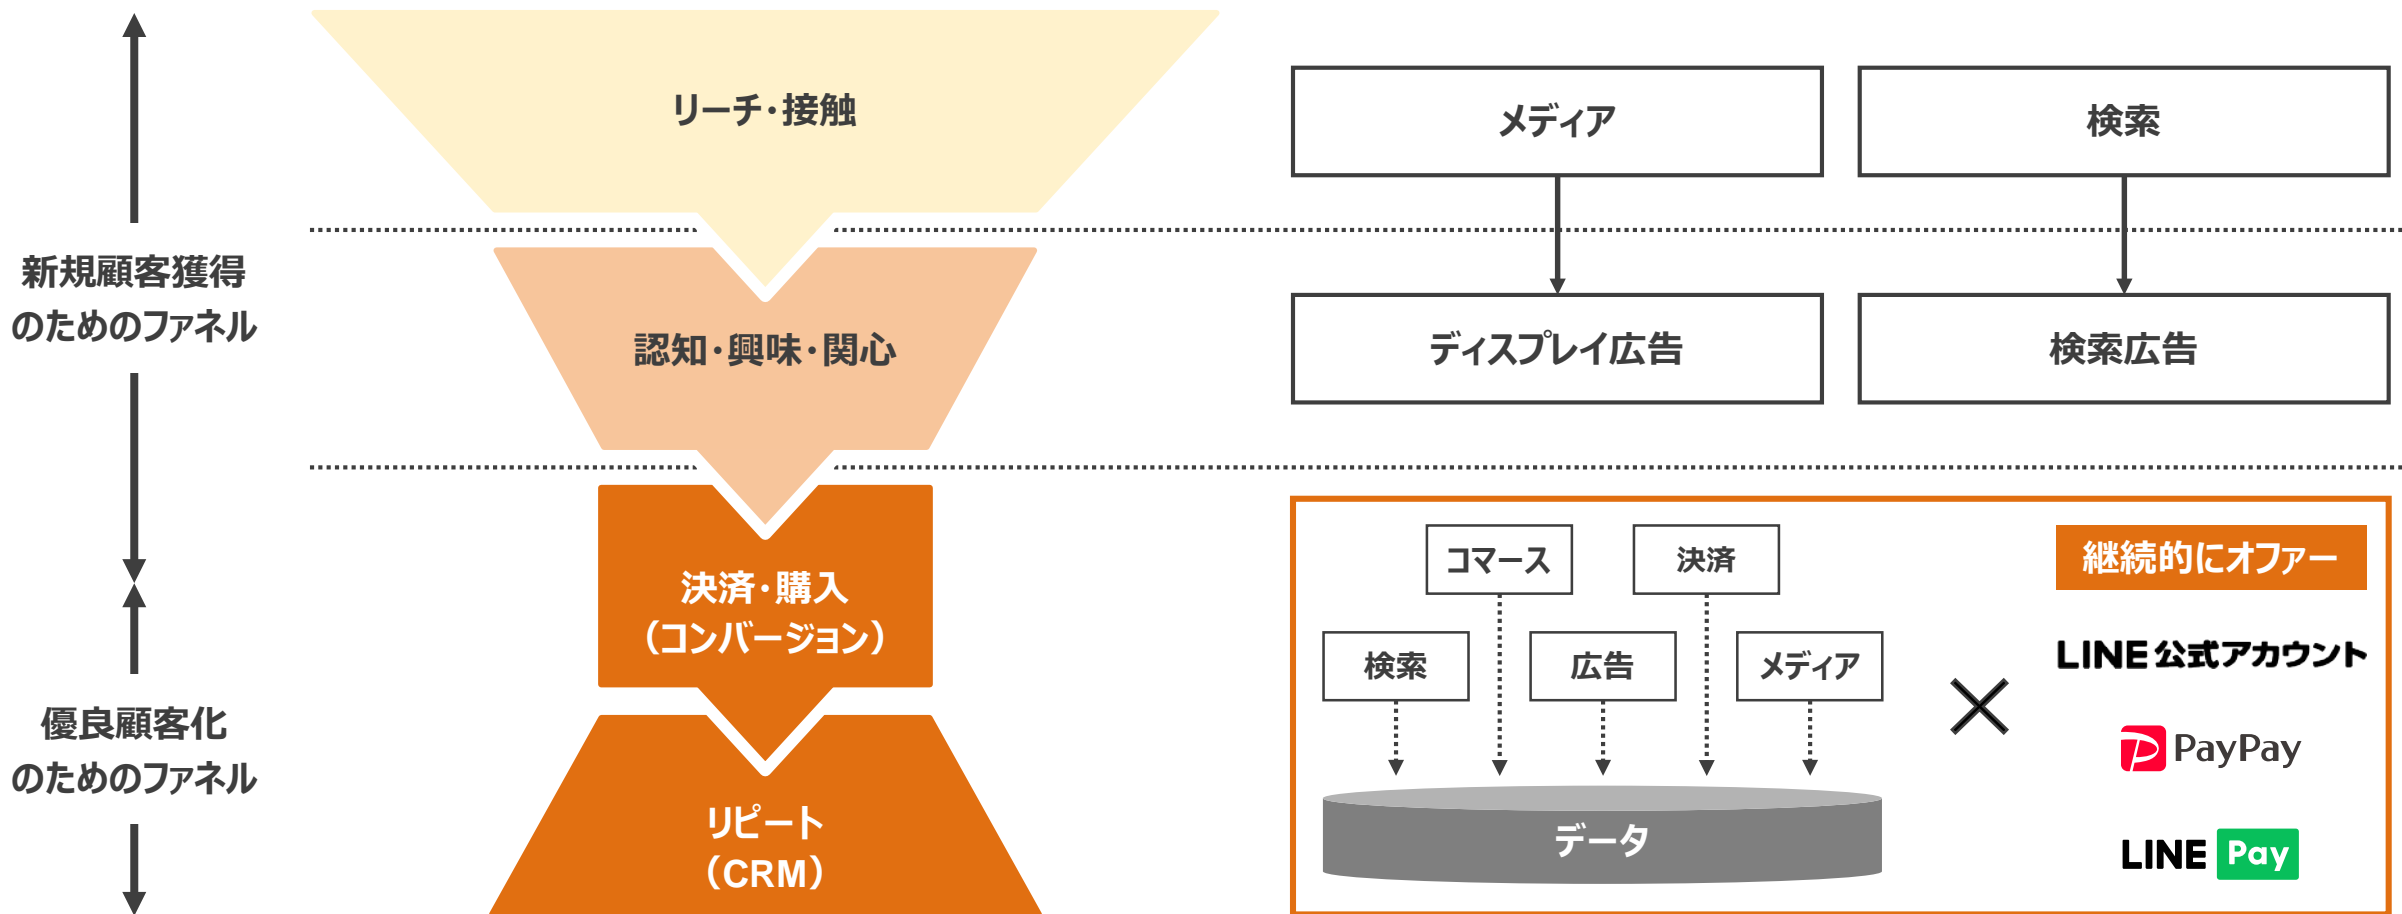 新規顧客獲得
のためのファネル
優良顧客化
のためのファネル
リーチ・接触
認知・興味・関心
決済・購入
（コンバージョン）
リピート
（CRM）
メディア
検索
ディスプレイ広告
検索広告
コマース
決済
検索
広告
メディア
データ
継続的にオファー
LINE 公式アカウント
PayPay
LINE Pay